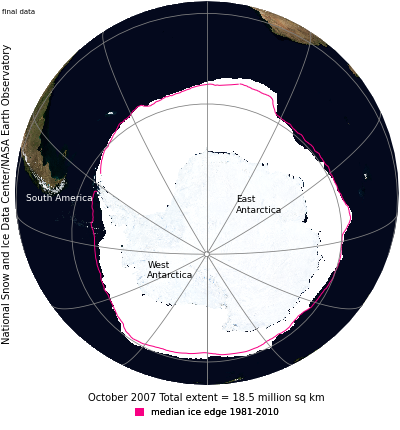 final data
National Snow and Ice Data Center/NASA Earth Observatory
South America
East
Antarctica
West
Antarctica
October 2007 Total extent = 18.5 million sq km
median ice edge 1981-2010